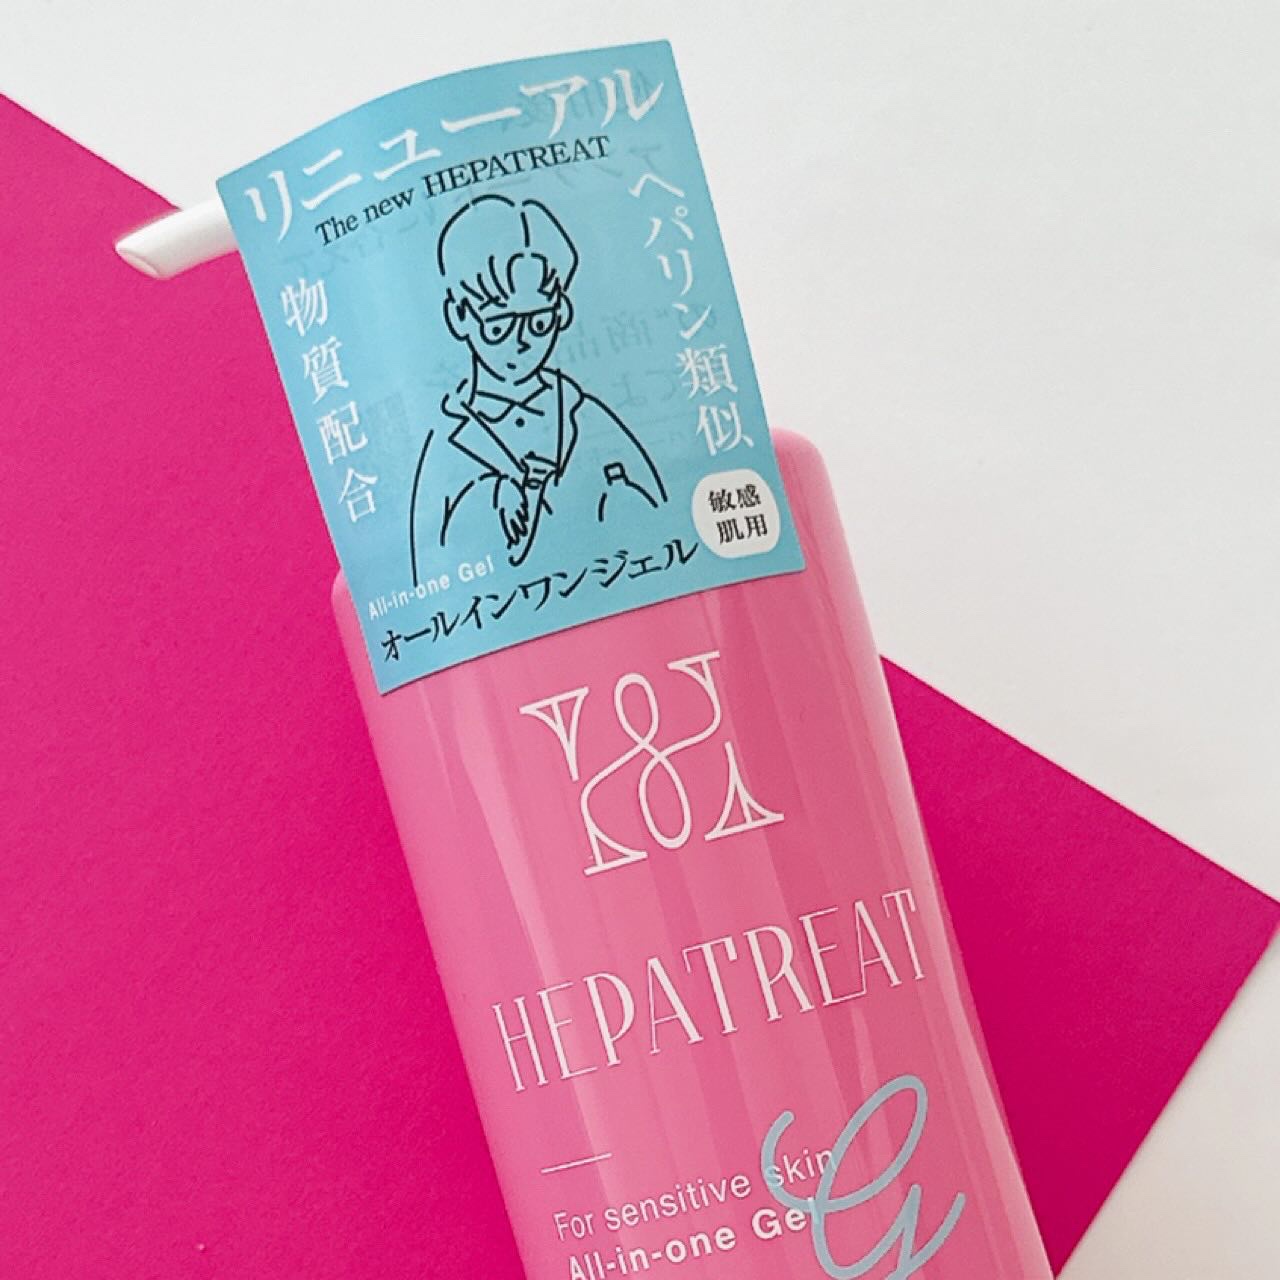 リニューアル
The new HEPATREAT
ヘパリン類似
物質配合
敏感
肌用
All-in-one Gel
オールインワンジェル
HEPATREAT
For sensitive skin
All-in-one Gel
G